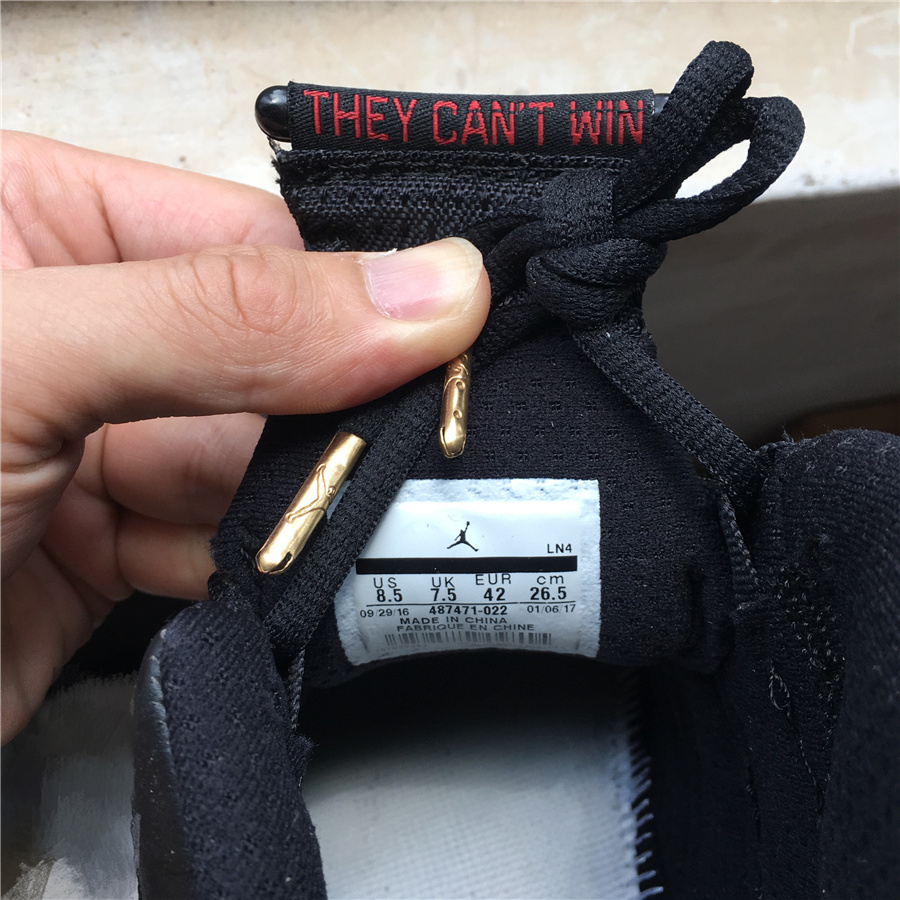 THEY CAN'T WIN
LN4
US UK EUR cm
8.5 7.5 42 26.5
09/29/16 487471-022 01/06/17
MADE IN CHINA
FABRIQUE EN CHINE